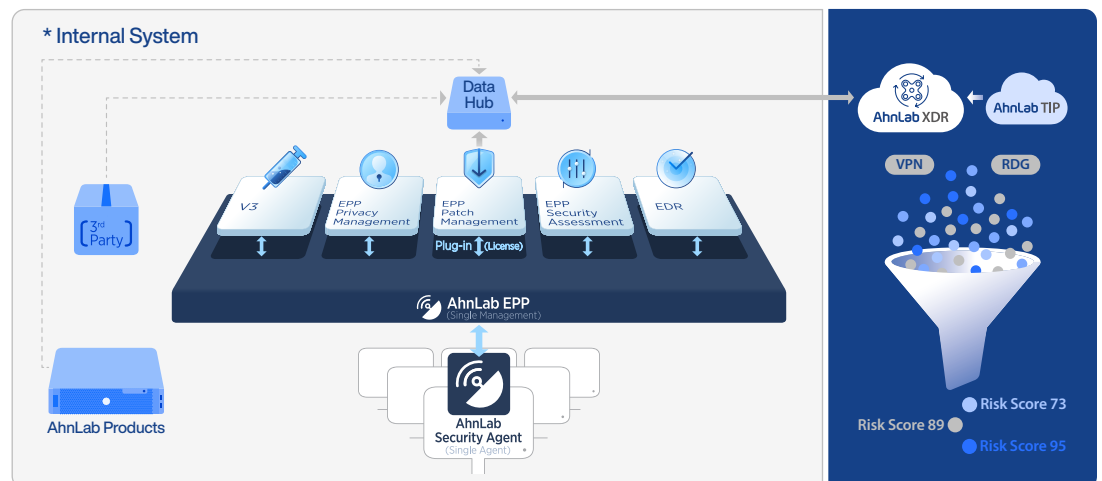 * Internal System
Data
Hub
AhnLab XDR
AhnLab TIP
VPN
RDG
V3
EPP
Privacy
Management
EPP
Patch
Management
EPP
Security
Assessment
EDR
3rd
Party
Plug-in (License)
AhnLab EPP
(Single Management)
AhnLab Products
AhnLab
Security Agent
(Single Agent)
Risk Score 73
Risk Score 89
Risk Score 95